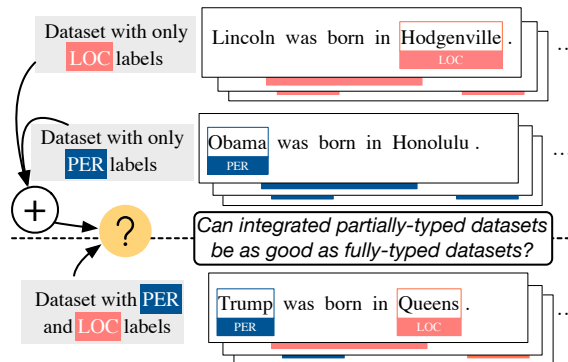 Dataset with only
LOC labels
Lincoln was born in Hodgenville .
LOC
...
Dataset with only
PER labels
Obama was born in Honolulu .
PER
...
+
?
Can integrated partially-typed datasets
be as good as fully-typed datasets?
Dataset with PER
and LOC labels
Trump was born in Queens .
PER LOC
...